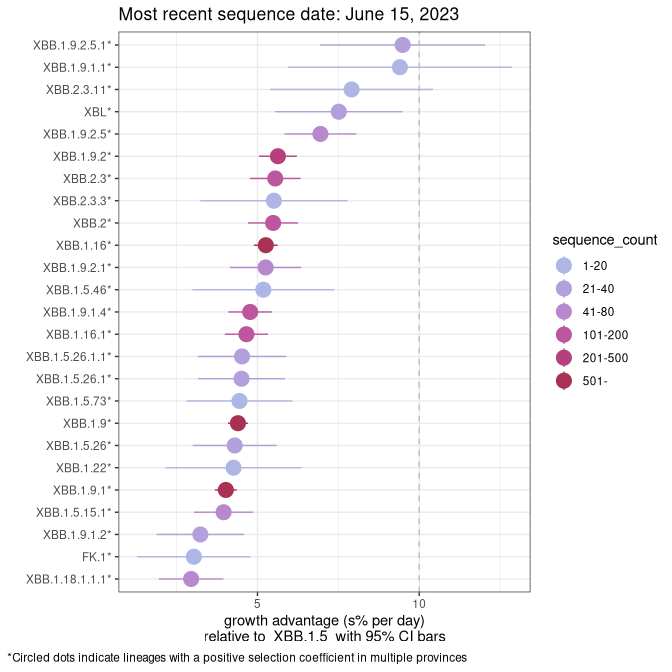 Most recent sequence date: June 15, 2023
XBB.1.9.2.5.1*
XBB.1.9.1.1*
XBB.2.3.11*
XBL*
XBB.1.9.2.5*
XBB.1.9.2*
XBB.2.3*
XBB.2.3.3*
XBB.2*
XBB.1.16*
XBB.1.9.2.1*
XBB.1.5.46*
XBB.1.9.1.4*
XBB.1.16.1*
XBB.1.5.26.1.1*
XBB.1.5.26.1*
XBB.1.5.73*
XBB.1.9*
XBB.1.5.26*
XBB.1.22*
XBB.1.9.1*
XBB.1.5.15.1*
XBB.1.9.1.2*
FK.1*
XBB.1.18.1.1.1*
5
10
growth advantage (s% per day)
relative to XBB.1.5 with 95% CI bars
sequence_count
1-20
21-40
41-80
101-200
201-500
501-
*Circled dots indicate lineages with a positive selection coefficient in multiple provinces